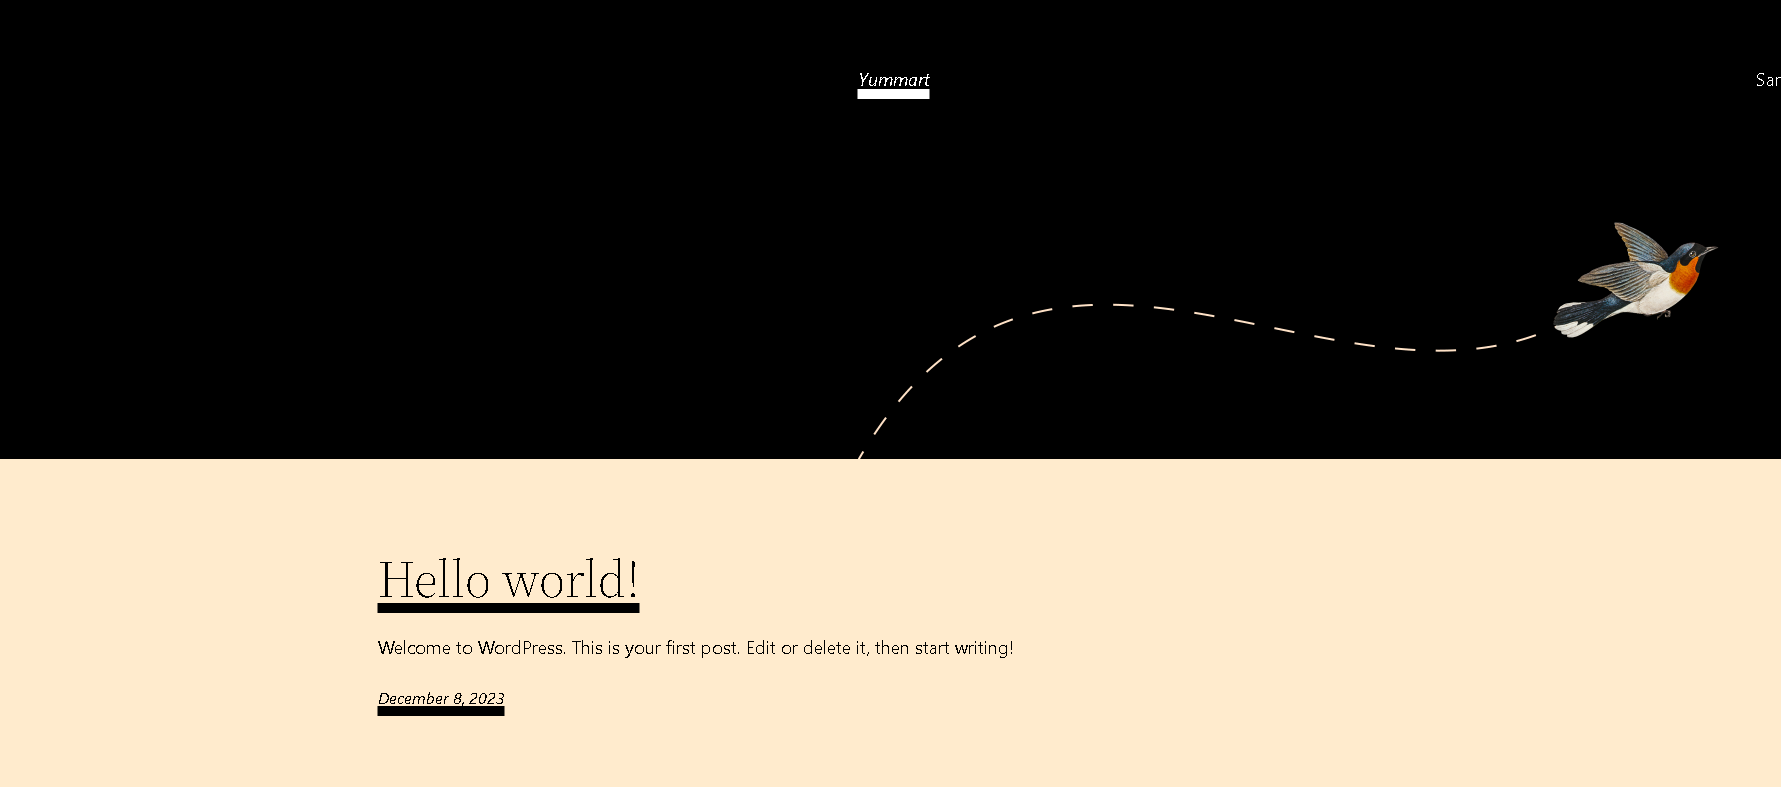 Yummart
Sar
Hello world!
Welcome to WordPress. This is your first post. Edit or delete it, then start writing!
December 8, 2023